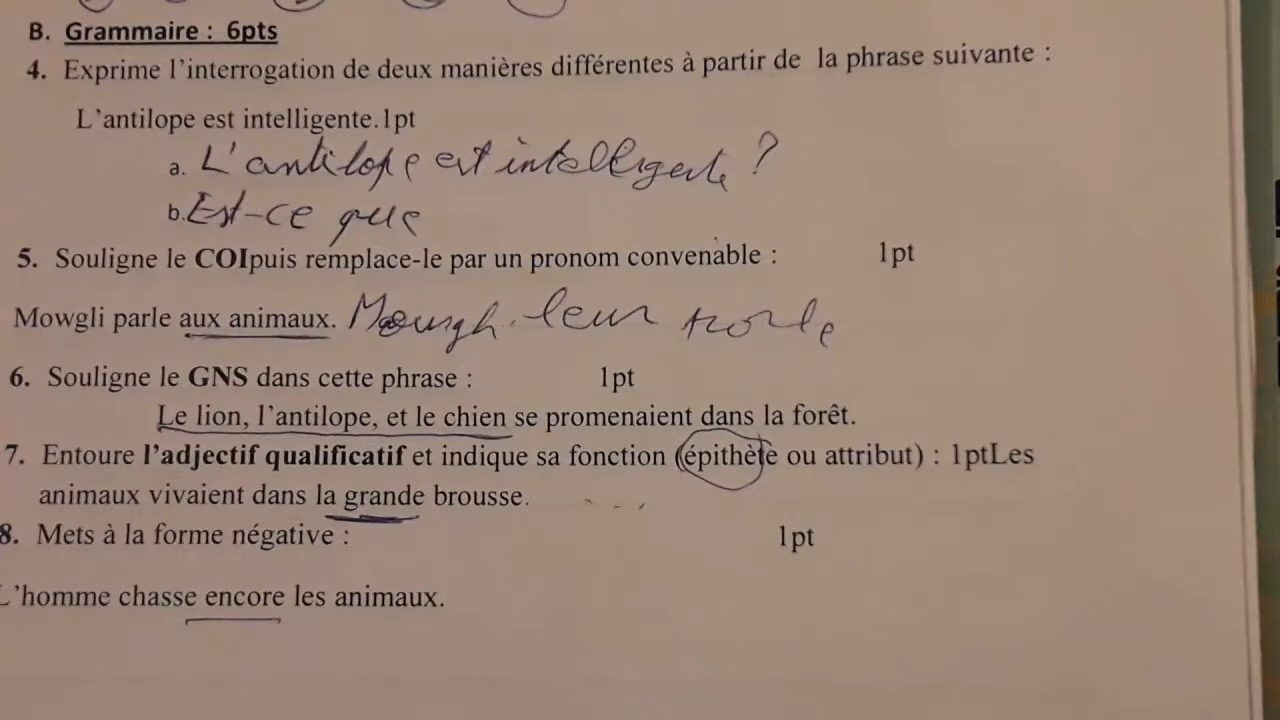 B. Grammaire : 6pts
4. Exprime l'interrogation de deux manières différentes à partir de la phrase suivante :
L'antilope est intelligente.1pt
a. L'antilope est intelligente ?
b. Est-ce que
5. Souligne le COIpuis remplace-le par un pronom convenable : 1pt
Mowgli parle aux animaux. Mowgli leur parle
6. Souligne le GNS dans cette phrase : 1pt
Le lion, l'antilope, et le chien se promenaient dans la forêt.
7. Entoure l'adjectif qualificatif et indique sa fonction (épithète ou attribut) : 1ptLes
animaux vivaient dans la grande brousse.
8. Mets à la forme négative : 1pt
L'homme chasse encore les animaux.